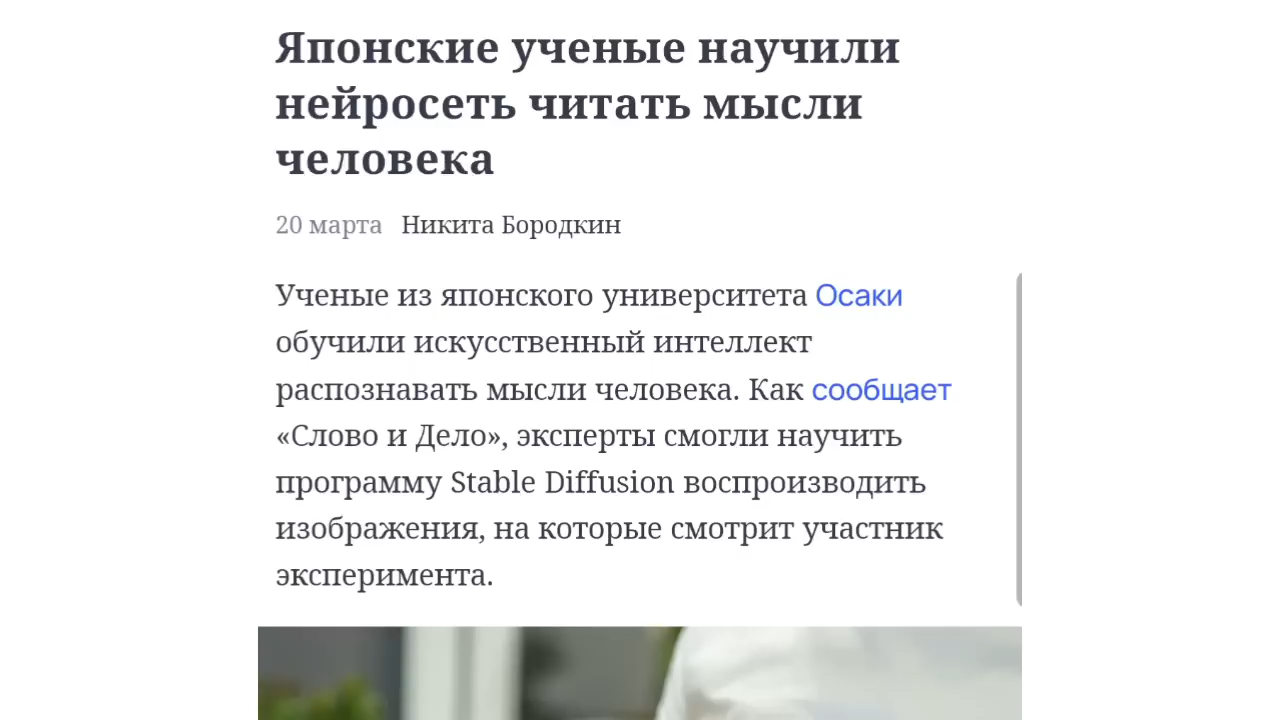 Японские ученые научили
нейросеть читать мысли
человека
20 марта Никита Бородкин
Ученые из японского университета Осаки
обучили искусственный интеллект
распознавать мысли человека. Как сообщает
«Слово и Дело», эксперты смогли научить
программу Stable Diffusion воспроизводить
изображения, на которые смотрит участник
эксперимента.